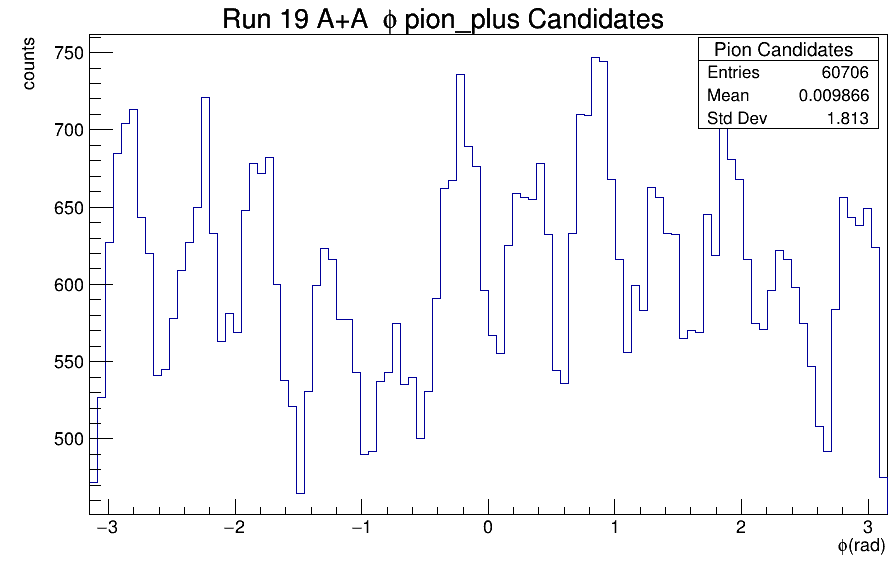 Run 19 A+A ϕ pion_plus Candidates
counts
Pion Candidates
Entries 60706
Mean 0.009866
Std Dev 1.813
750
700
650
600
550
500
−3 −2 −1 0 1 2 3
ϕ(rad)